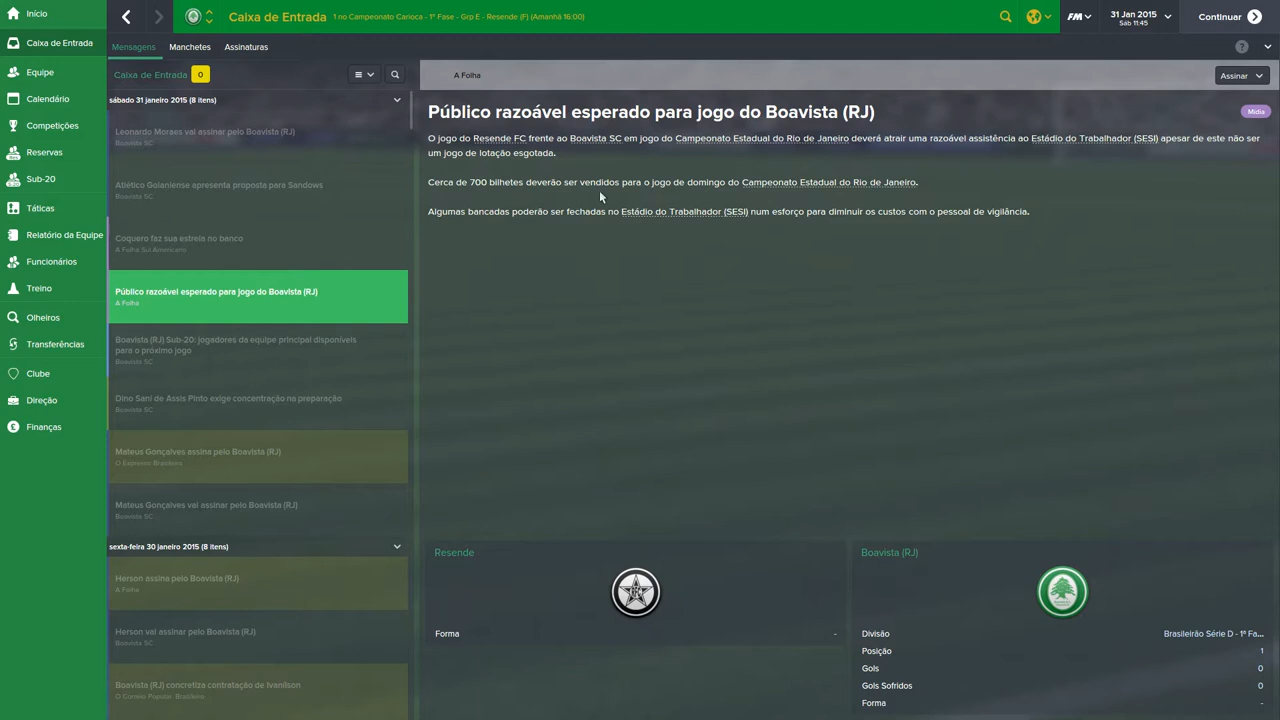 Início
Caixa de Entrada
1 no Campeonato Carioca - 1ª Fase - Grp E - Resende (F) (Amanhã 16:00)
FM
31 Jan 2015
Sáb 11:45
Continuar
Caixa de Entrada
Equipe
Calendário
Competições
Reservas
Sub-20
Táticas
Relatório da Equipe
Funcionários
Treino
Olheiros
Transferências
Clube
Direção
Finanças
Mensagens
Manchetes
Assinaturas
Caixa de Entrada 0
sábado 31 janeiro 2015 (8 itens)
Leonardo Moraes vai assinar pelo Boavista (RJ)
Boavista SC
Atlético Goianiense apresenta proposta para Sandows
Boavista SC
Coquero faz sua estreia no banco
A Folha Sul Americano
Público razoável esperado para jogo do Boavista (RJ)
A Folha
Boavista (RJ) Sub-20: jogadores da equipe principal disponíveis
para o próximo jogo
Boavista SC
Dino Sani de Assis Pinto exige concentração na preparação
Boavista SC
Mateus Gonçalves assina pelo Boavista (RJ)
O Expresso Brasileiro
Mateus Gonçalves vai assinar pelo Boavista (RJ)
Boavista SC
sexta-feira 30 janeiro 2015 (8 itens)
Herson assina pelo Boavista (RJ)
A Folha
Herson vai assinar pelo Boavista (RJ)
Boavista SC
Boavista (RJ) concretiza contratação de Ivanilson
O Correio Popular Brasileiro
A Folha
Assinar
Público razoável esperado para jogo do Boavista (RJ)
Mídia
O jogo do Resende FC frente ao Boavista SC em jogo do Campeonato Estadual do Rio de Janeiro deverá atrair uma razoável assistência ao Estádio do Trabalhador (SESI) apesar de este não ser
um jogo de lotação esgotada.
Cerca de 700 bilhetes deverão ser vendidos para o jogo de domingo do Campeonato Estadual do Rio de Janeiro.
Algumas bancadas poderão ser fechadas no Estádio do Trabalhador (SESI) num esforço para diminuir os custos com o pessoal de vigilância.
Resende
Forma -
Boavista (RJ)
Divisão Brasileirão Série D - 1ª Fa...
Posição 1
Gols 0
Gols Sofridos 0
Forma -